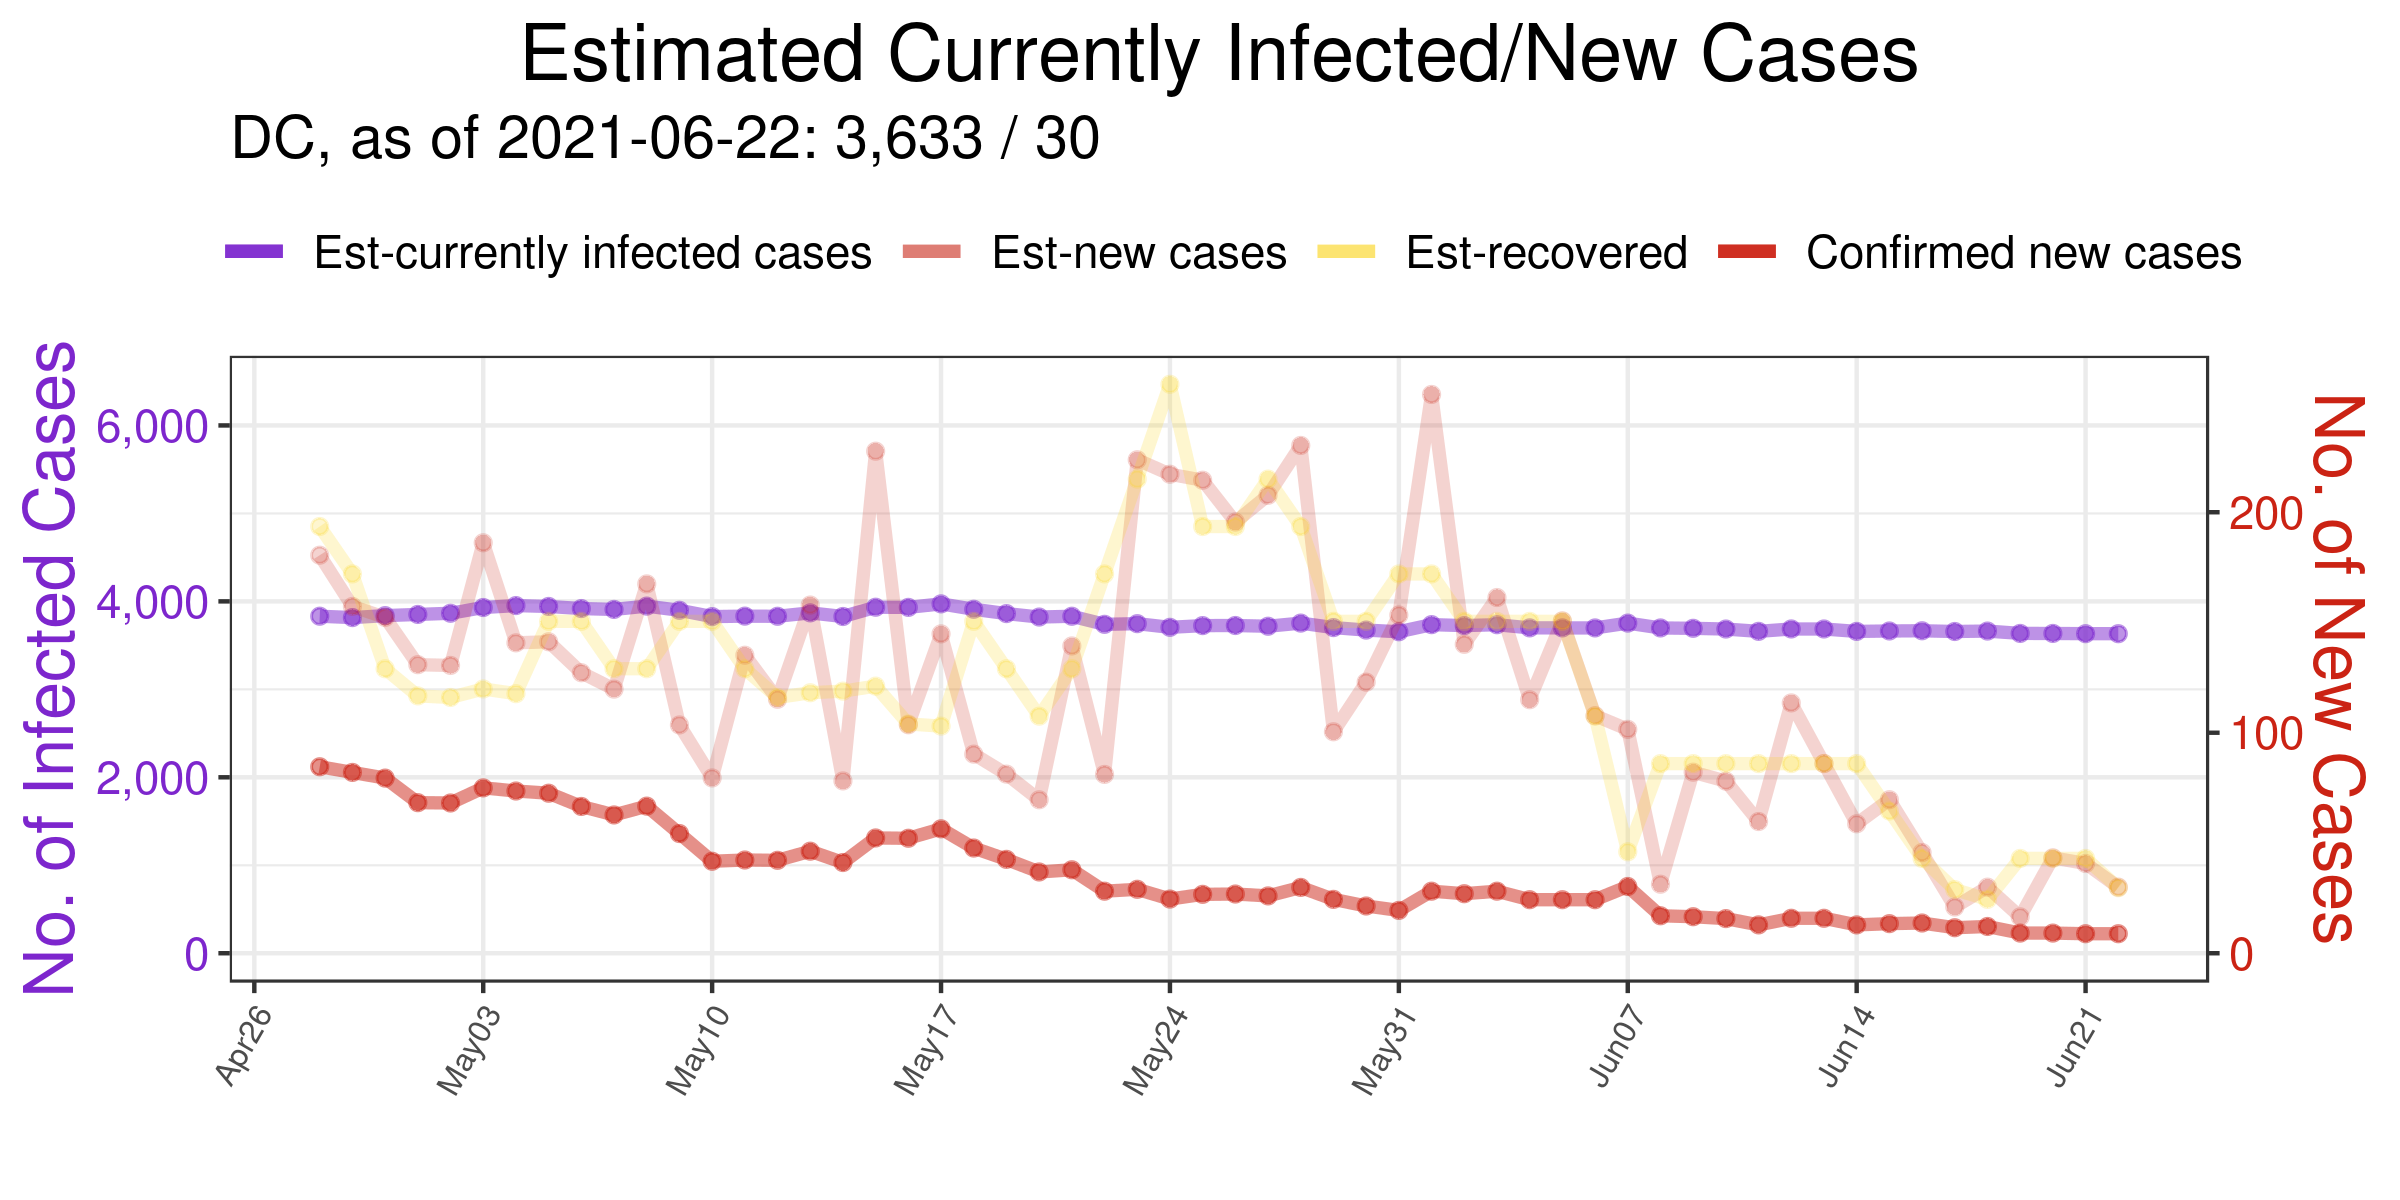 Estimated Currently Infected/New Cases
DC, as of 2021-06-22: 3,633 / 30
Est-currently infected cases
Est-new cases
Est-recovered
Confirmed new cases
No. of Infected Cases
6,000
4,000
2,000
0
200
100
0
No. of New Cases
Apr26
May03
May10
May17
May24
May31
Jun07
Jun14
Jun21